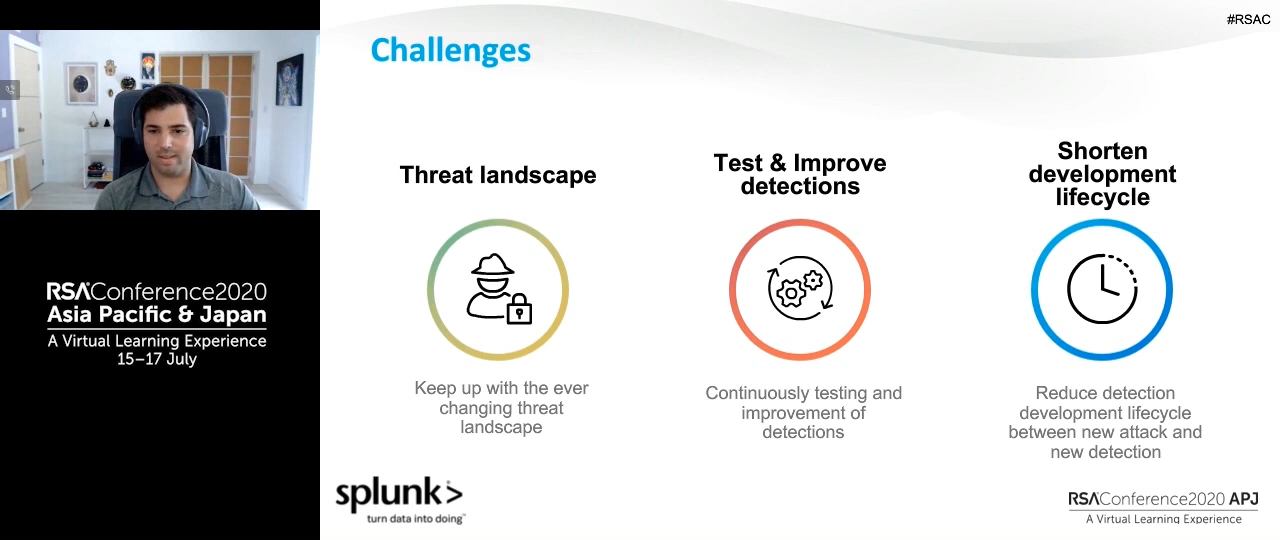 #RSAC
Challenges
Threat landscape
Keep up with the ever
changing threat
landscape
Test & Improve
detections
Continuously testing and
improvement of
detections
Shorten
development
lifecycle
Reduce detection
development lifecycle
between new attack and
new detection
RSAConference2020
Asia Pacific & Japan
A Virtual Learning Experience
15–17 July
splunk>
turn data into doing™
RSAConference2020 APJ
A Virtual Learning Experience